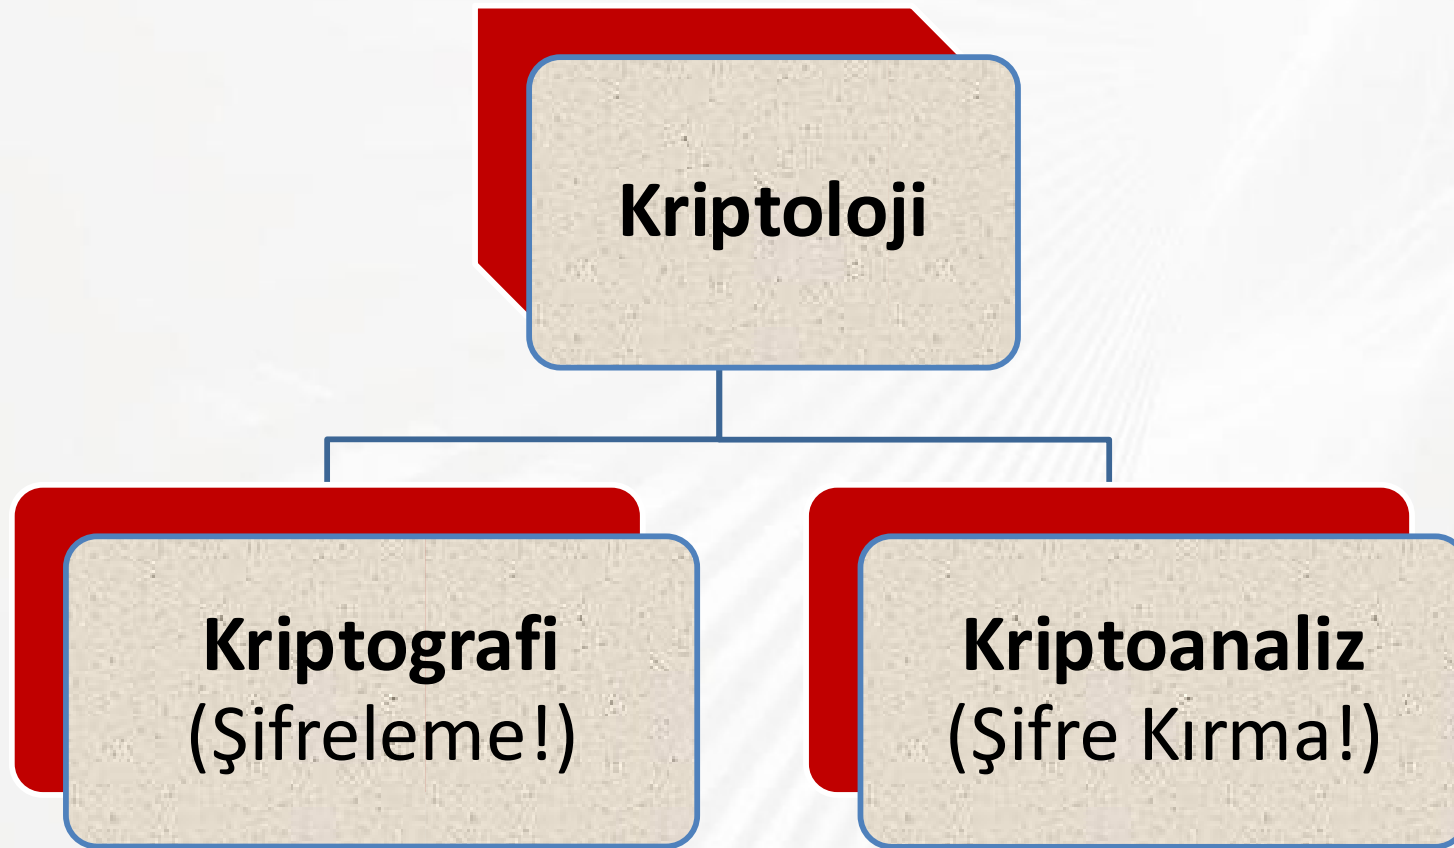 Kriptoloji
Kriptografi
(Şifreleme!)
Kriptoanaliz
(Şifre Kırma!)